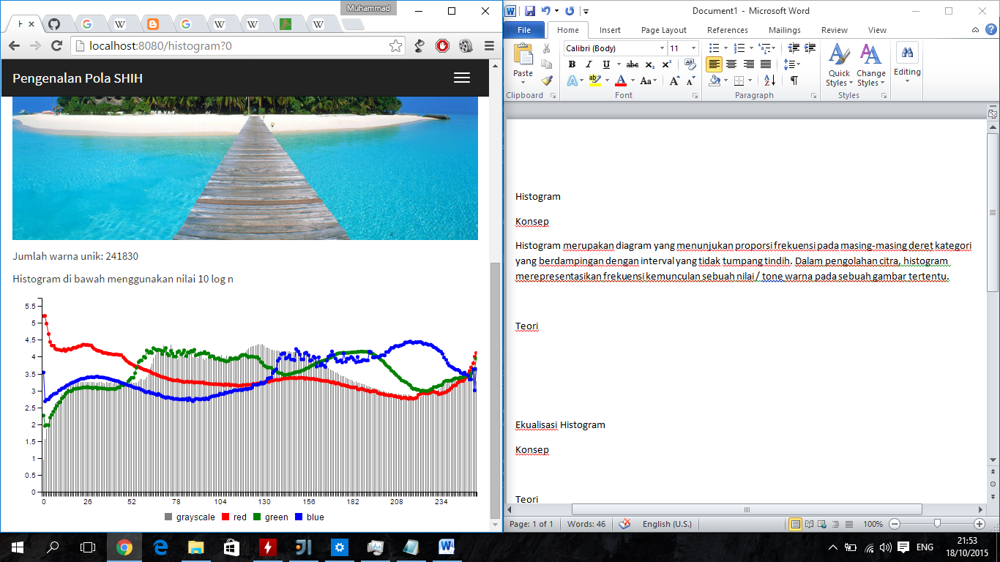 Muhammad
localhost:8080/histogram?0
Pengenalan Pola SHIH
Jumlah warna unik: 241830
Histogram di bawah menggunakan nilai 10 log n
5.5
5
4.5
4
3.5
3
2.5
2
1.5
1
0.5
0
0 26 52 78 104 130 156 182 208 234
grayscale red green blue
Document1 - Microsoft Word
File Home Insert Page Layout References Mailings Review View
Calibri (Body) 11
Paste
Quick Styles
Change Styles
Editing
Clipboard Font Paragraph Styles
Histogram
Konsep
Histogram merupakan diagram yang menunjukan proporsi frekuensi pada masing-masing deret kategori
yang berdampingan dengan interval yang tidak tumpang tindih. Dalam pengolahan citra, histogram
merepresentasikan frekuensi kemunculan sebuah nilai / tone warna pada sebuah gambar tertentu.
Teori
Ekualisasi Histogram
Konsep
Teori
Page: 1 of 1 Words: 46 English (U.S.) 100%
ENG
21:53
18/10/2015